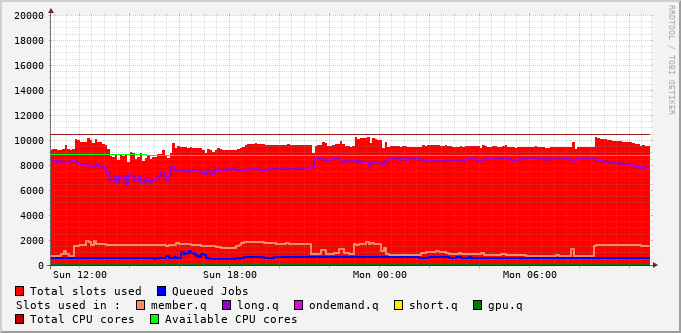 20000
18000
16000
14000
12000
10000
8000
6000
4000
2000
0
Sun 12:00 Sun 18:00 Mon 00:00 Mon 06:00
Total slots used Queued Jobs
Slots used in : member.q long.q ondemand.q short.q gpu.q
Total CPU cores Available CPU cores
RRDTOOL / TOBI OETIKER